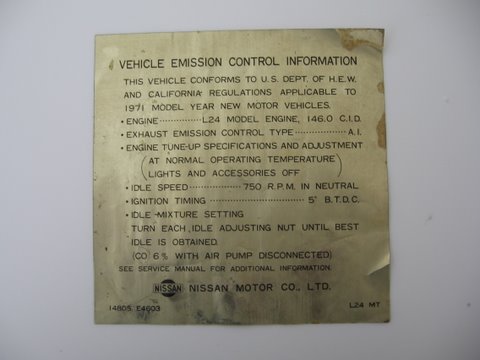 VEHICLE EMISSION CONTROL INFORMATION
THIS VEHICLE CONFORMS TO U.S. DEPT. OF H.E.W.
AND CALIFORNIA REGULATIONS APPLICABLE TO
1971 MODEL YEAR NEW MOTOR VEHICLES.
• ENGINE ··············· L24 MODEL ENGINE, 146.0 C.I.D.
• EXHAUST EMISSION CONTROL TYPE ··············· A.I.
• ENGINE TUNE-UP SPECIFICATIONS AND ADJUSTMENT
(AT NORMAL OPERATING TEMPERATURE
LIGHTS AND ACCESSORIES OFF)
• IDLE SPEED ··················· 750 R.P.M. IN NEUTRAL
• IGNITION TIMING ··················· 5° B.T.D.C.
• IDLE MIXTURE SETTING
TURN EACH IDLE ADJUSTING NUT UNTIL BEST
IDLE IS OBTAINED.
(CO 6% WITH AIR PUMP DISCONNECTED)
SEE SERVICE MANUAL FOR ADDITIONAL INFORMATION.
NISSAN NISSAN MOTOR CO., LTD.
14805 E4603 L24 MT